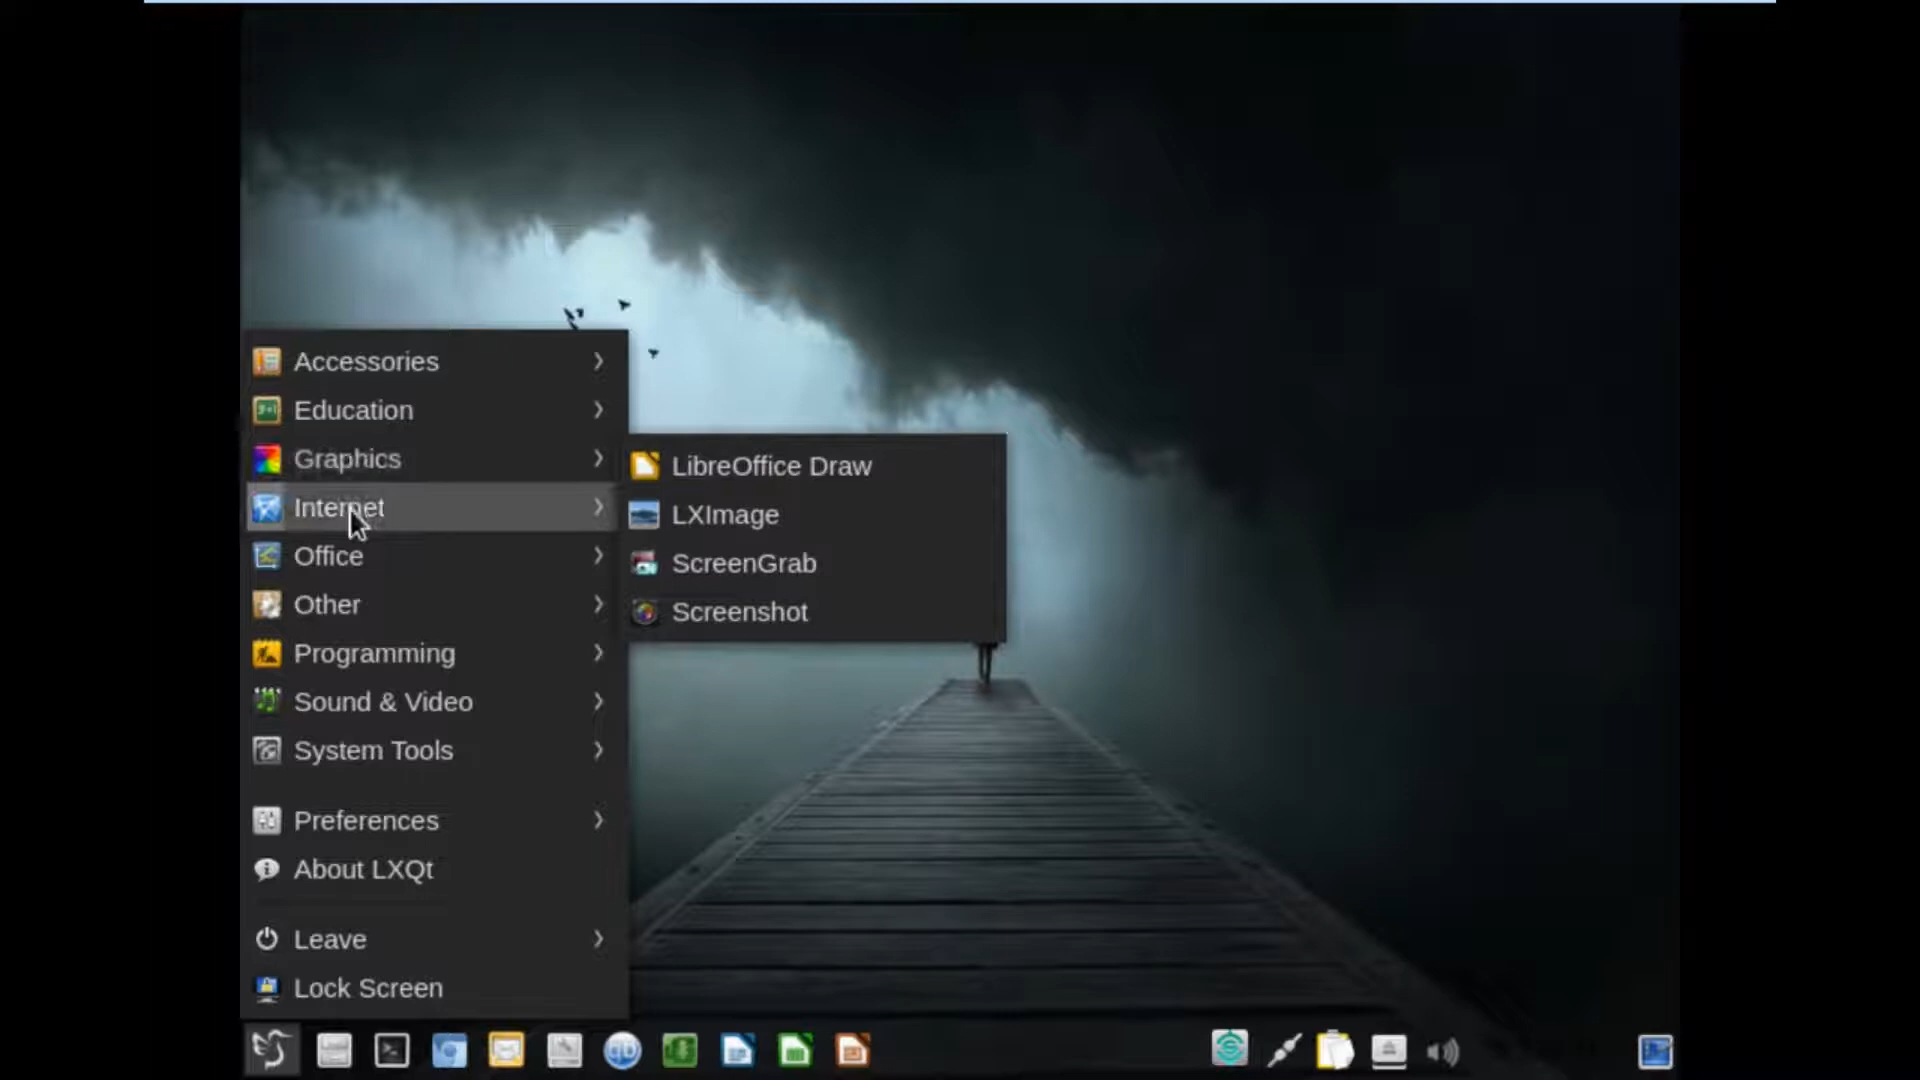 Accessories
Education
Graphics
Internet
Office
Other
Programming
Sound & Video
System Tools
Preferences
About LXQt
Leave
Lock Screen
LibreOffice Draw
LXImage
ScreenGrab
Screenshot
qb